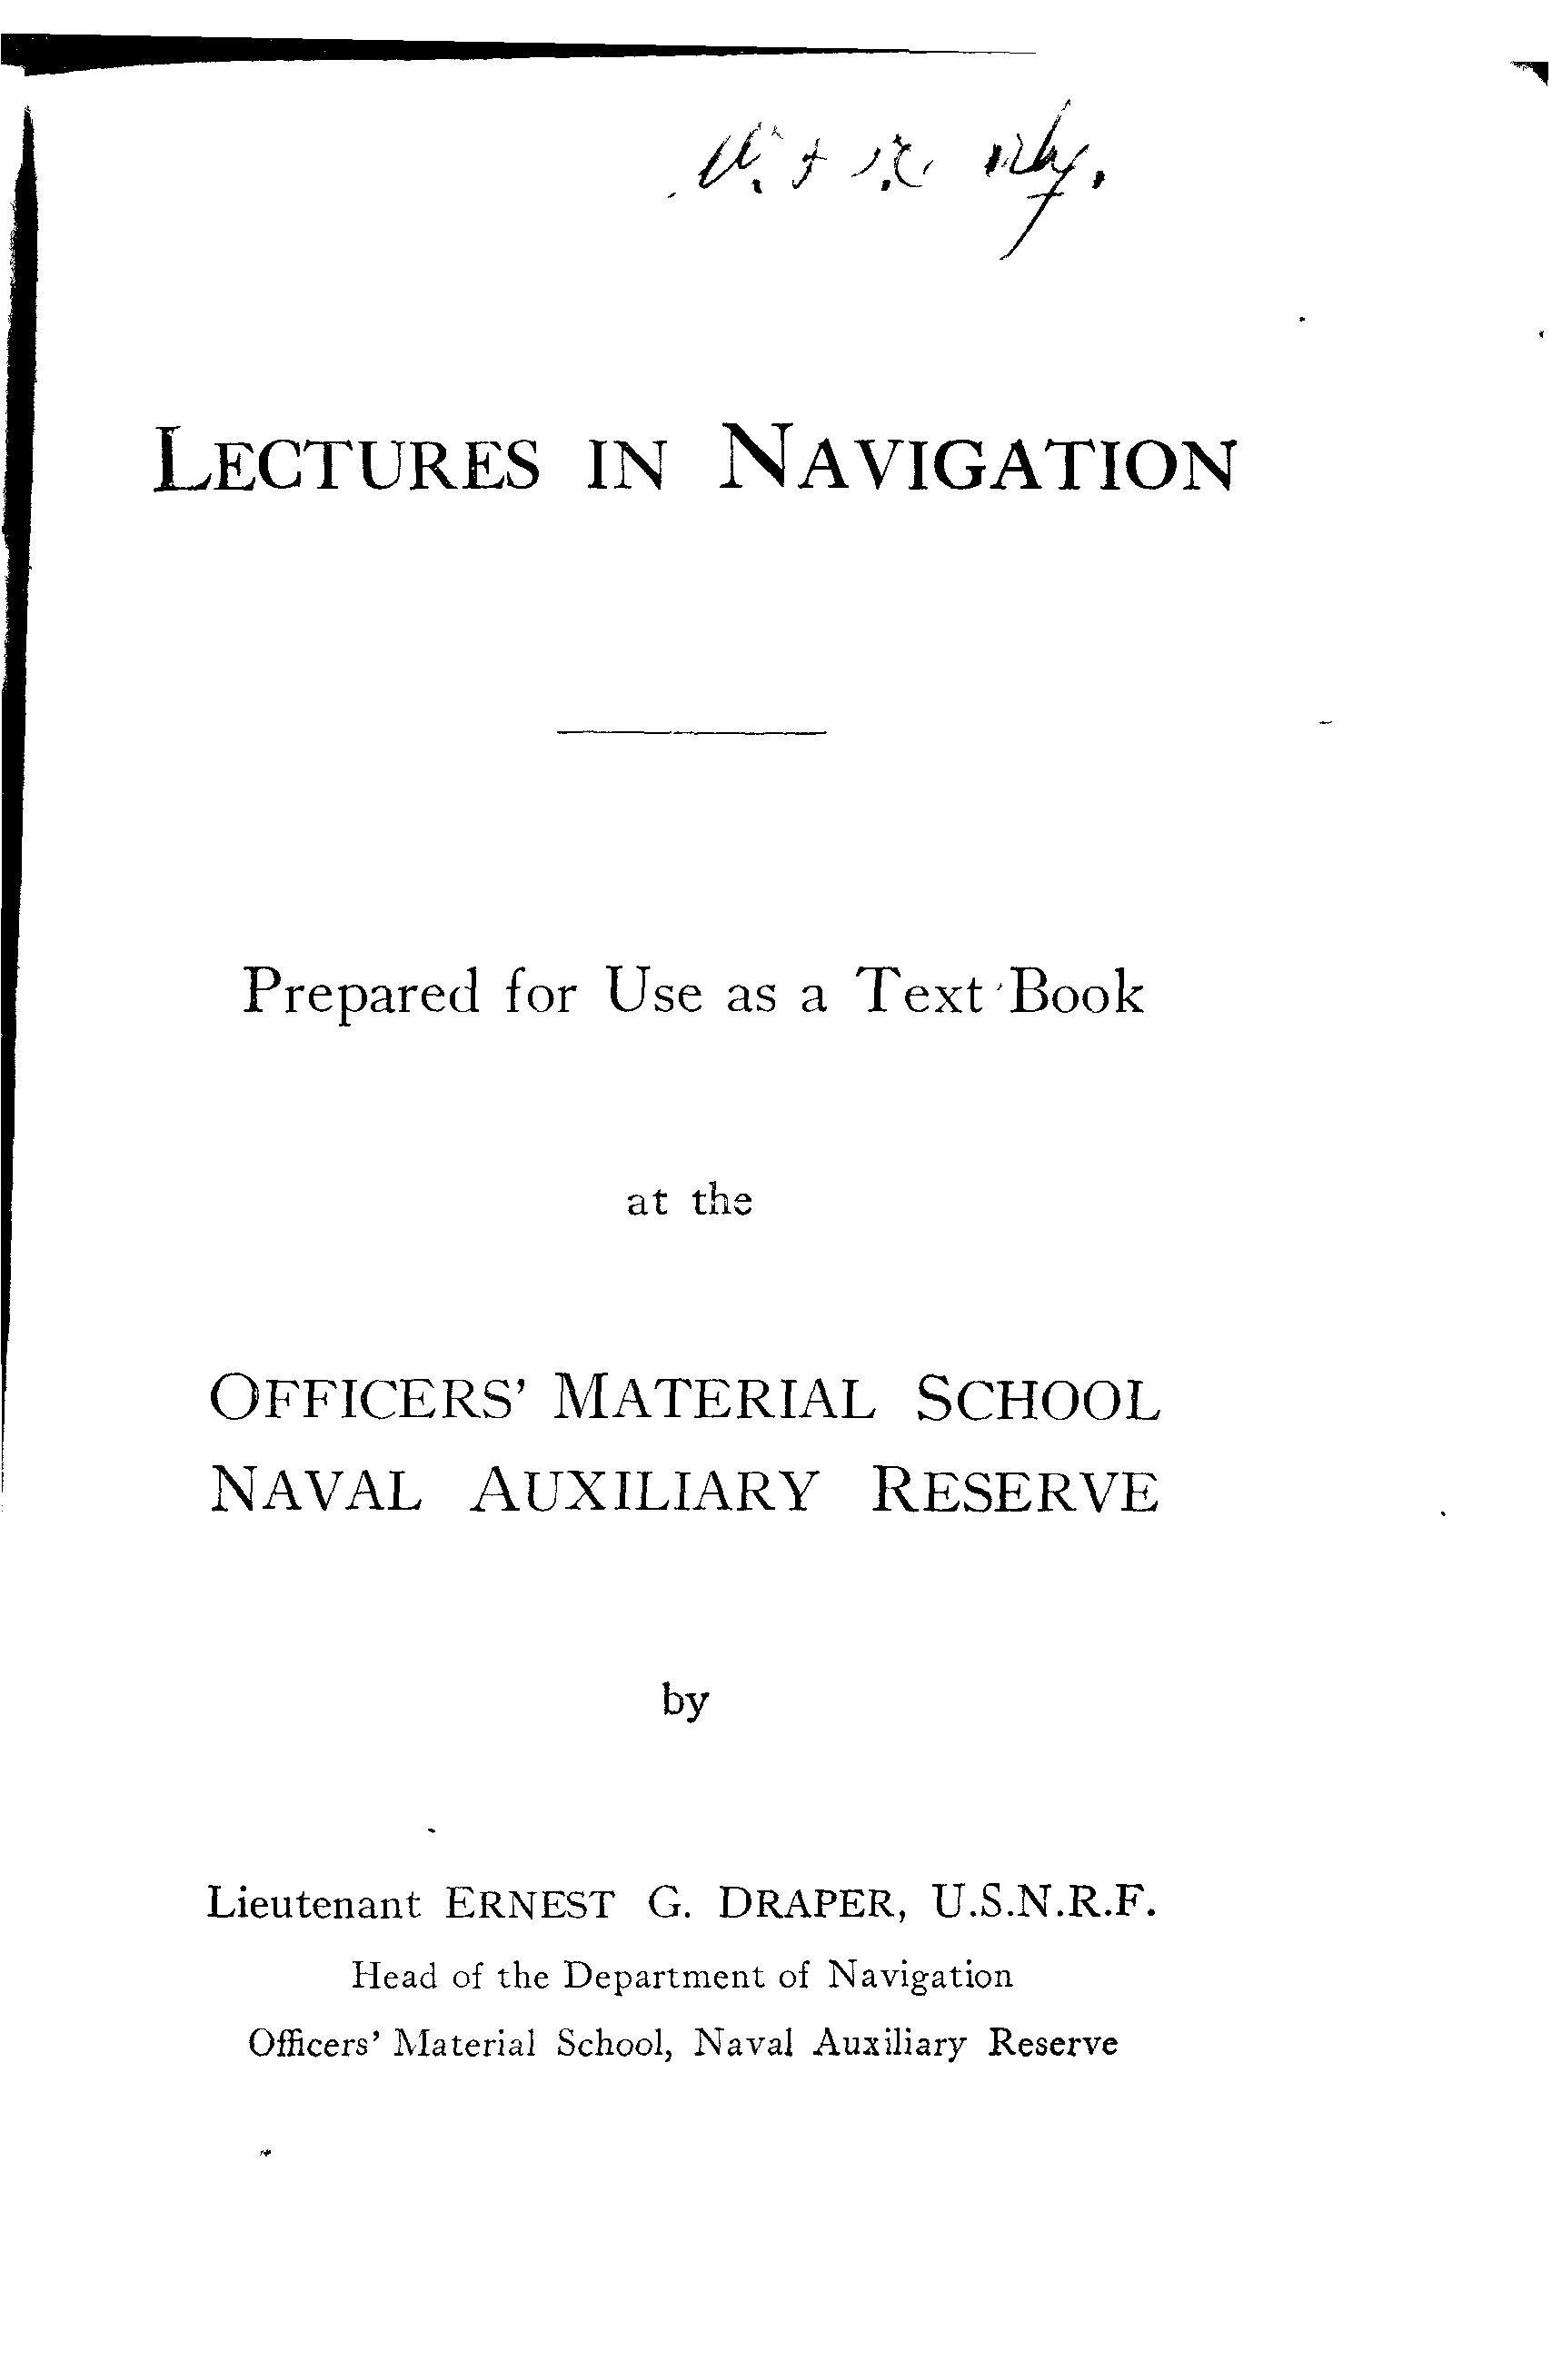 LECTURES IN NAVIGATION
Prepared for Use as a Text Book
at the
OFFICERS' MATERIAL SCHOOL
NAVAL AUXILIARY RESERVE
by
Lieutenant ERNEST G. DRAPER, U.S.N.R.F.
Head of the Department of Navigation
Officers' Material School, Naval Auxiliary Reserve